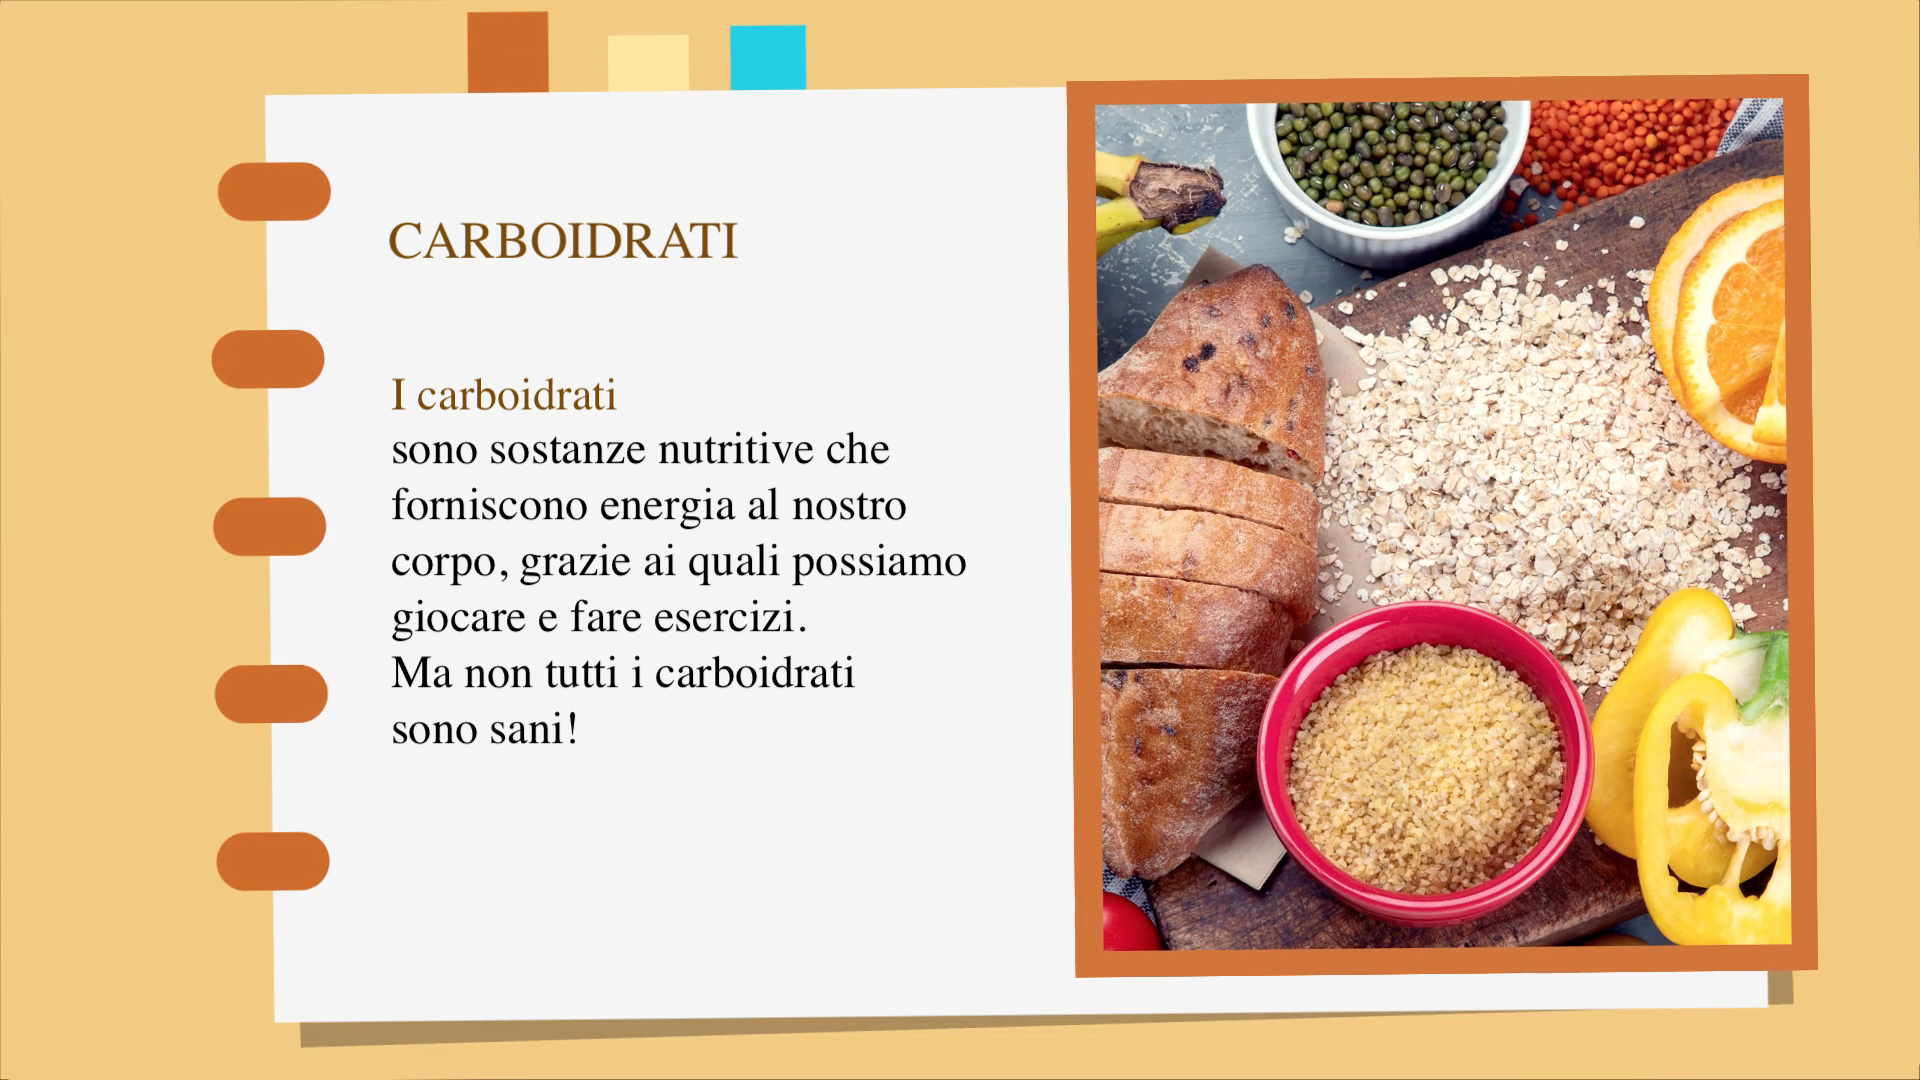 CARBOIDRATI
I carboidrati
sono sostanze nutritive che
forniscono energia al nostro
corpo, grazie ai quali possiamo
giocare e fare esercizi.
Ma non tutti i carboidrati
sono sani!